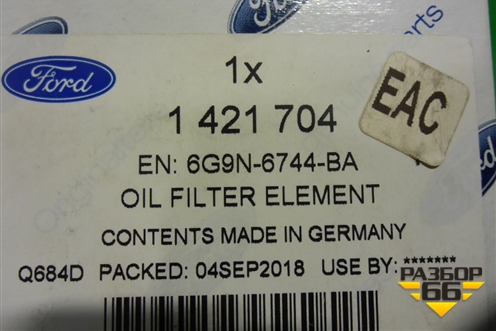 Ford
1x
1 421 704
EAC
EN: 6G9N-6744-BA
OIL FILTER ELEMENT
CONTENTS MADE IN GERMANY
Q684D PACKED: 04SEP2018 USE BY: *******
РАЗБОР
66